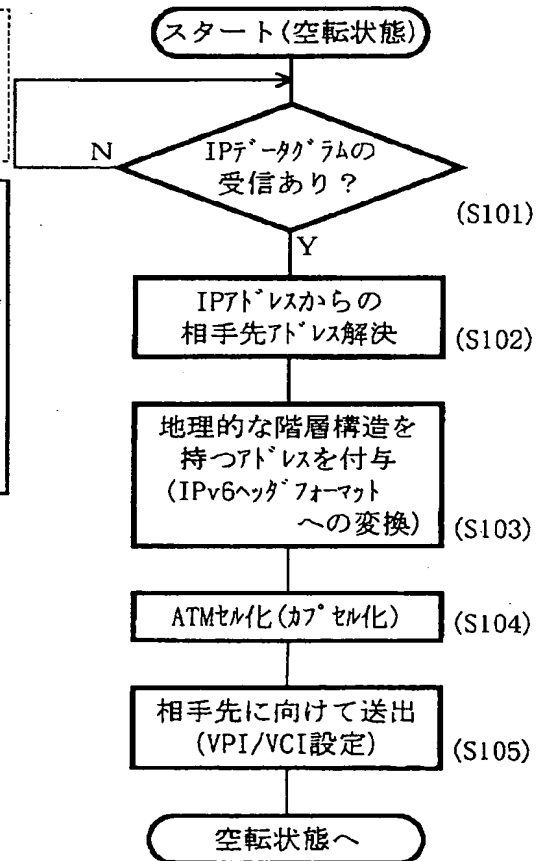 スタート(空転状態)
N
IPデータグラムの
受信あり？
(S101)
Y
IPアドレスからの
相手先アドレス解決
(S102)
地理的な階層構造を
持つアドレスを付与
(IPv6ヘッダフォーマット
への変換)
(S103)
ATMセル化(カプセル化)
(S104)
相手先に向けて送出
(VPI/VCI設定)
(S105)
空転状態へ